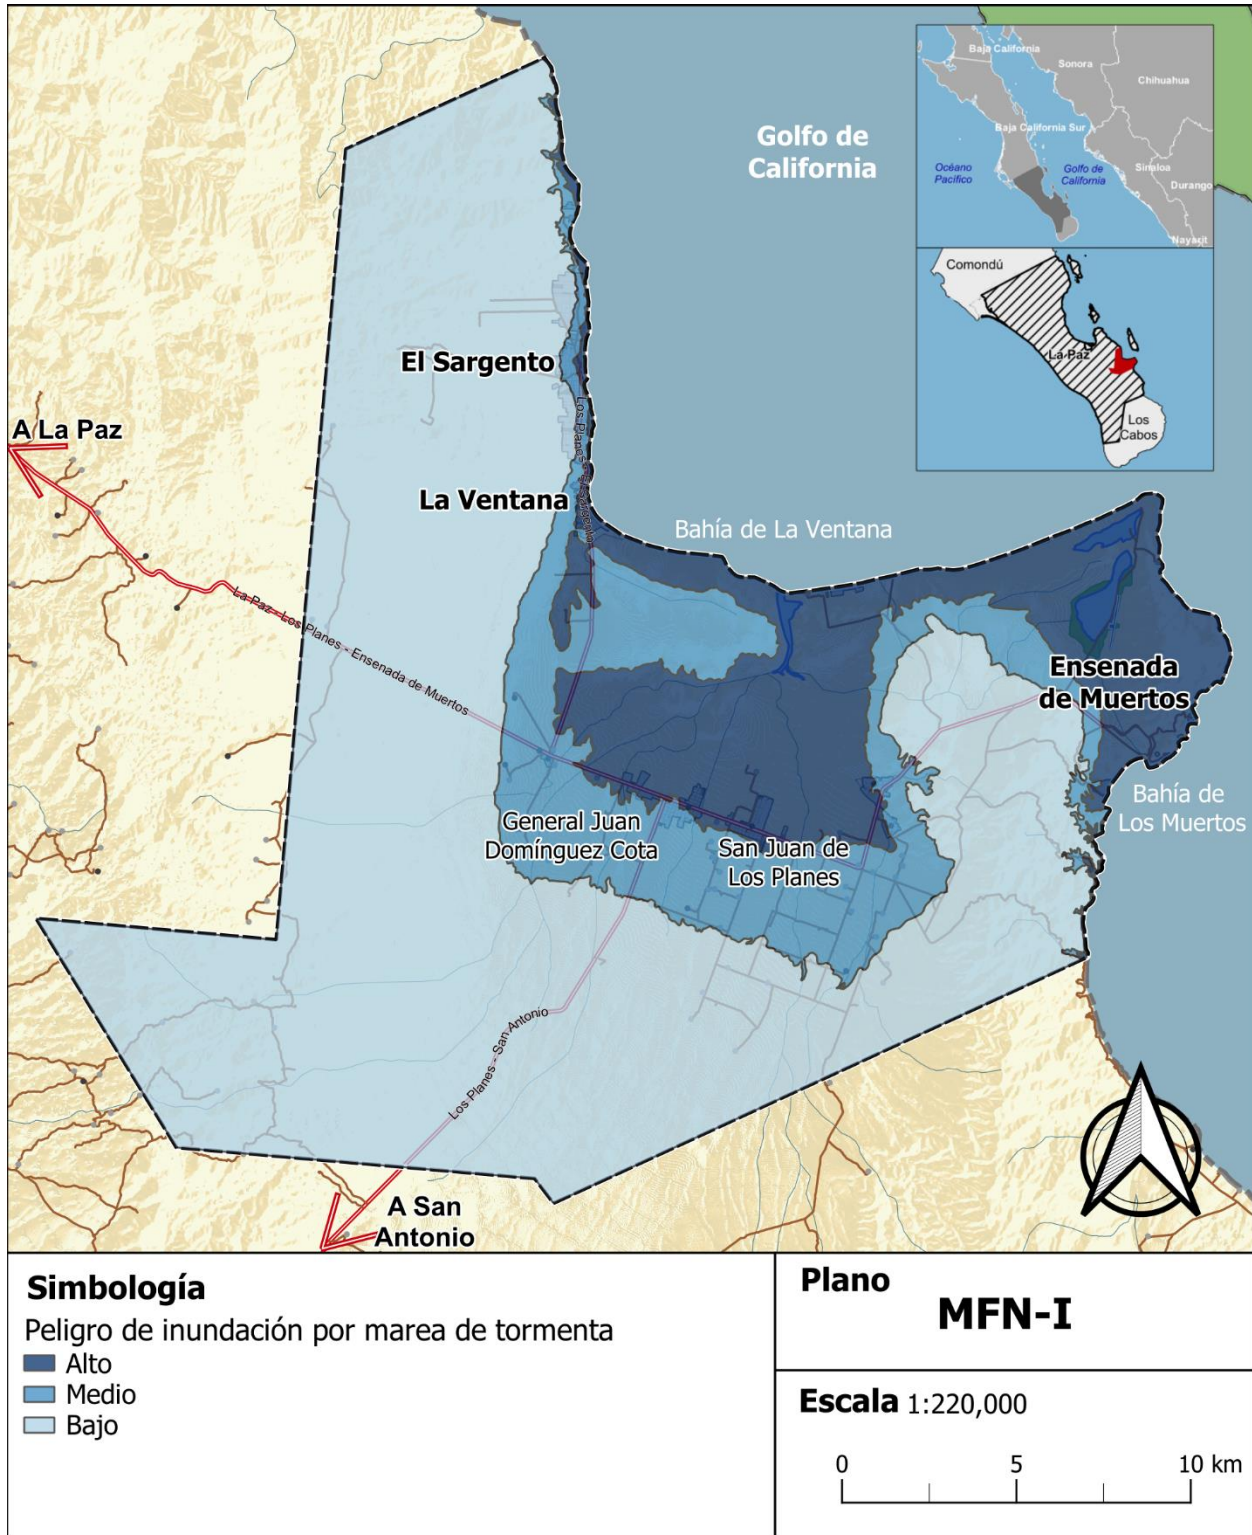 Golfo de
California
Baja California
Sonora
Chihuahua
Baja California Sur
Océano
Pacífico
Golfo de
California
Sinaloa
Durango
Nayarit
Comondú
La Paz
Los
Cabos
El Sargento
A La Paz
La Ventana
Bahía de La Ventana
La Paz - Los Planes - Ensenada de Muertos
Ensenada
de Muertos
Bahía de
Los Muertos
General Juan
Domínguez Cota
San Juan de
Los Planes
Los Planes - San Antonio
A San
Antonio
Simbología
Peligro de inundación por marea de tormenta
Alto
Medio
Bajo
Plano
MFN-I
Escala 1:220,000
0 5 10 km